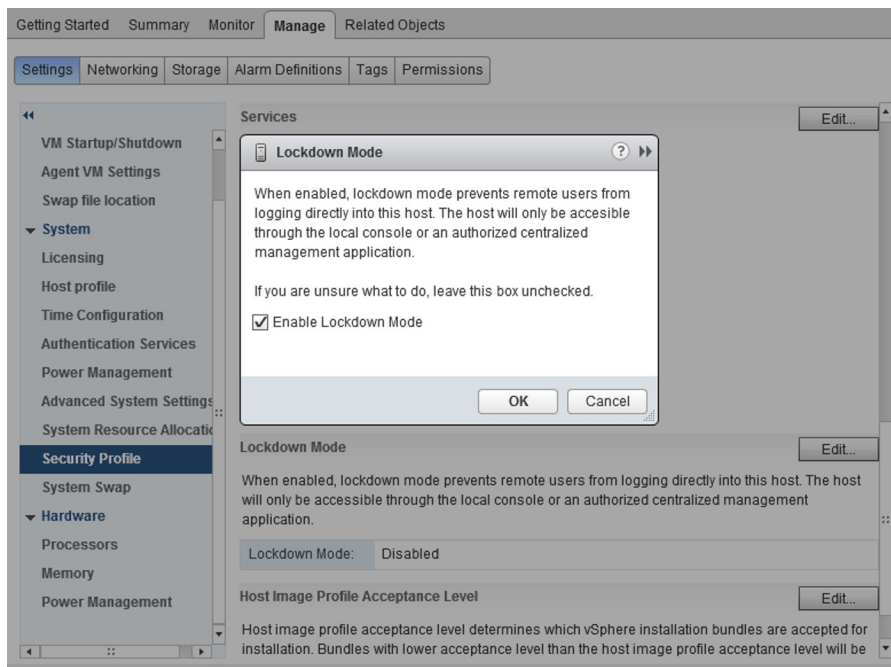 Getting Started Summary Monitor Manage Related Objects
Settings Networking Storage Alarm Definitions Tags Permissions
VM Startup/Shutdown
Agent VM Settings
Swap file location
System
Licensing
Host profile
Time Configuration
Authentication Services
Power Management
Advanced System Settings
System Resource Allocatio
Security Profile
System Swap
Hardware
Processors
Memory
Power Management
Services Edit...
Lockdown Mode ?
When enabled, lockdown mode prevents remote users from
logging directly into this host. The host will only be accesible
through the local console or an authorized centralized
management application.
If you are unsure what to do, leave this box unchecked.
Enable Lockdown Mode
OK Cancel
Lockdown Mode Edit...
When enabled, lockdown mode prevents remote users from logging directly into this host. The host
will only be accessible through the local console or an authorized centralized management
application.
Lockdown Mode: Disabled
Host Image Profile Acceptance Level Edit...
Host image profile acceptance level determines which vSphere installation bundles are accepted for
installation. Bundles with lower acceptance level than the host image profile acceptance level will be